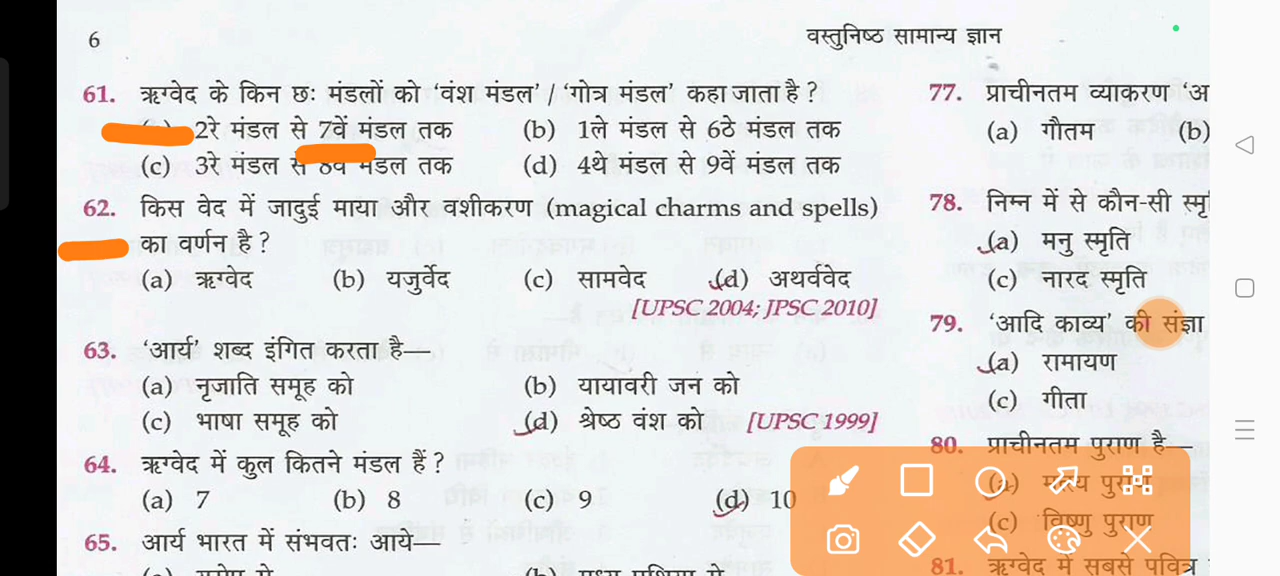 6
वस्तुनिष्ठ सामान्य ज्ञान
61. ऋग्वेद के किन छः मंडलों को ‘वंश मंडल’ / ‘गोत्र मंडल’ कहा जाता है ?
2रे मंडल से 7वें मंडल तक (b) 1ले मंडल से 6ठे मंडल तक
(c) 3रे मंडल से 8वें मंडल तक (d) 4थे मंडल से 9वें मंडल तक
62. किस वेद में जादुई माया और वशीकरण (magical charms and spells)
का वर्णन है ?
(a) ऋग्वेद (b) यजुर्वेद (c) सामवेद (d) अथर्ववेद
[UPSC 2004; JPSC 2010]
63. ‘आर्य’ शब्द इंगित करता है—
(a) नृजाति समूह को (b) यायावरी जन को
(c) भाषा समूह को (d) श्रेष्ठ वंश को [UPSC 1999]
64. ऋग्वेद में कुल कितने मंडल हैं ?
(a) 7 (b) 8 (c) 9 (d) 10
65. आर्य भारत में संभवतः आये—
77. प्राचीनतम व्याकरण ‘अ
(a) गौतम (b)
78. निम्न में से कौन-सी स्मृ
(a) मनु स्मृति
(c) नारद स्मृति
79. ‘आदि काव्य’ की संज्ञा
(a) रामायण
(c) गीता
80. प्राचीनतम पुराण है—
(a) मत्स्य पुराण
(c) विष्णु पुराण
81. ऋग्वेद में सबसे पवित्र